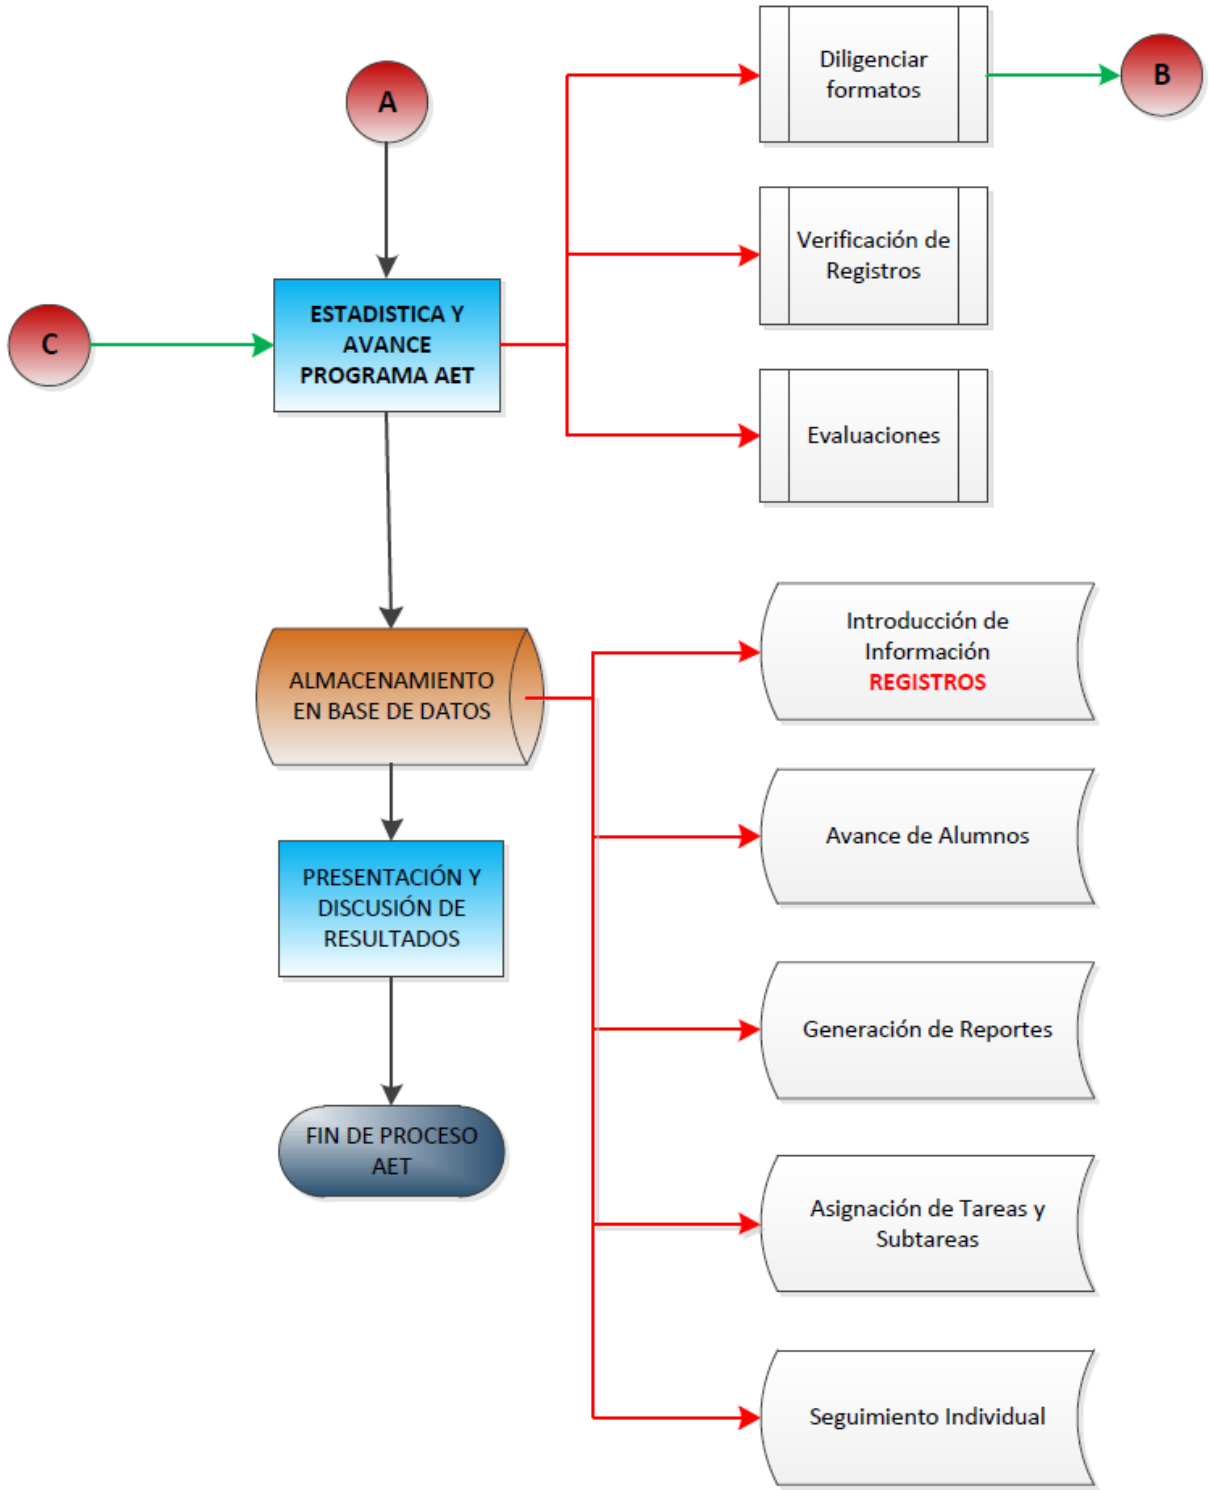 A
Diligenciar
formatos
B
Verificación de
Registros
C
ESTADISTICA Y
AVANCE
PROGRAMA AET
Evaluaciones
ALMACENAMIENTO
EN BASE DE DATOS
Introducción de
Información
REGISTROS
Avance de Alumnos
PRESENTACIÓN Y
DISCUSIÓN DE
RESULTADOS
Generación de Reportes
FIN DE PROCESO
AET
Asignación de Tareas y
Subtareas
Seguimiento Individual